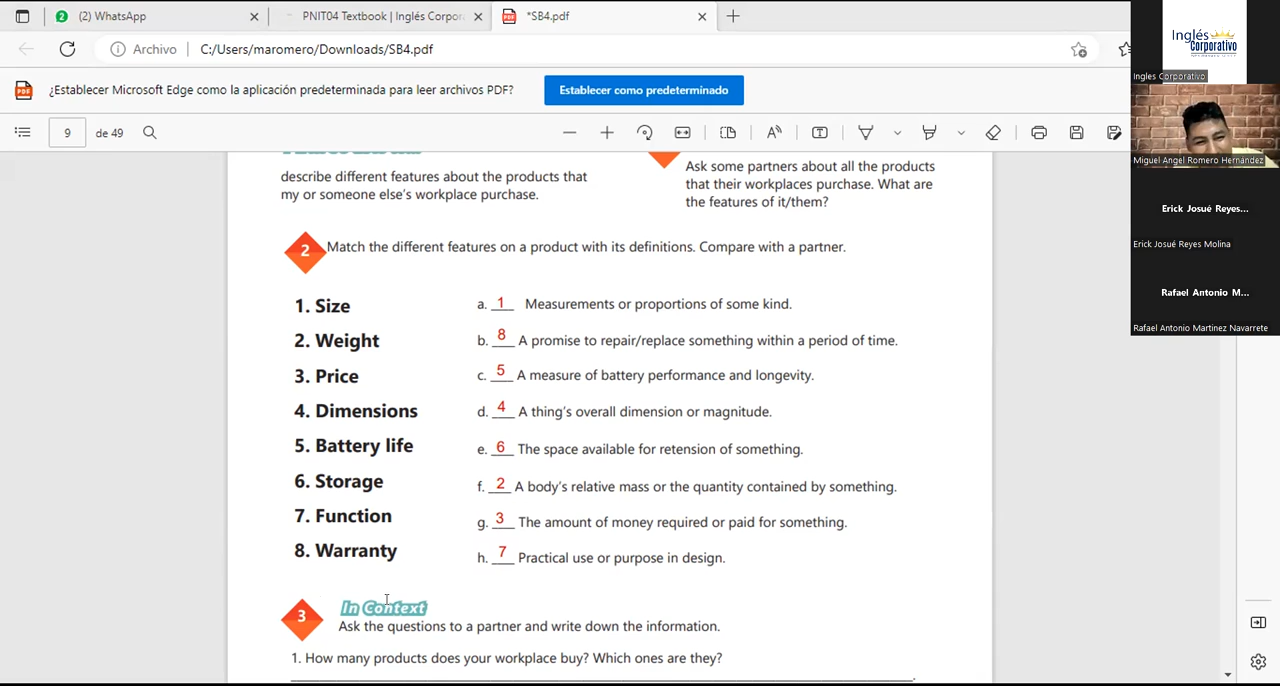 (2) WhatsApp
PNIT04 Textbook | Inglés Corpora
*SB4.pdf
Archivo
C:/Users/maromero/Downloads/SB4.pdf
¿Establecer Microsoft Edge como la aplicación predeterminada para leer archivos PDF?
Establecer como predeterminado
9
de 49
describe different features about the products that
my or someone else's workplace purchase.
Ask some partners about all the products
that their workplaces purchase. What are
the features of it/them?
2 Match the different features on a product with its definitions. Compare with a partner.
1. Size
2. Weight
3. Price
4. Dimensions
5. Battery life
6. Storage
7. Function
8. Warranty
a. 1 Measurements or proportions of some kind.
b. 8 A promise to repair/replace something within a period of time.
c. 5 A measure of battery performance and longevity.
d. 4 A thing's overall dimension or magnitude.
e. 6 The space available for retension of something.
f. 2 A body's relative mass or the quantity contained by something.
g. 3 The amount of money required or paid for something.
h. 7 Practical use or purpose in design.
3 In Context
Ask the questions to a partner and write down the information.
1. How many products does your workplace buy? Which ones are they?
Inglés
Corporativo
Ingles Corporativo
Miguel Angel Romero Hernández
Erick Josué Reyes...
Erick Josué Reyes Molina
Rafael Antonio M...
Rafael Antonio Martinez Navarrete